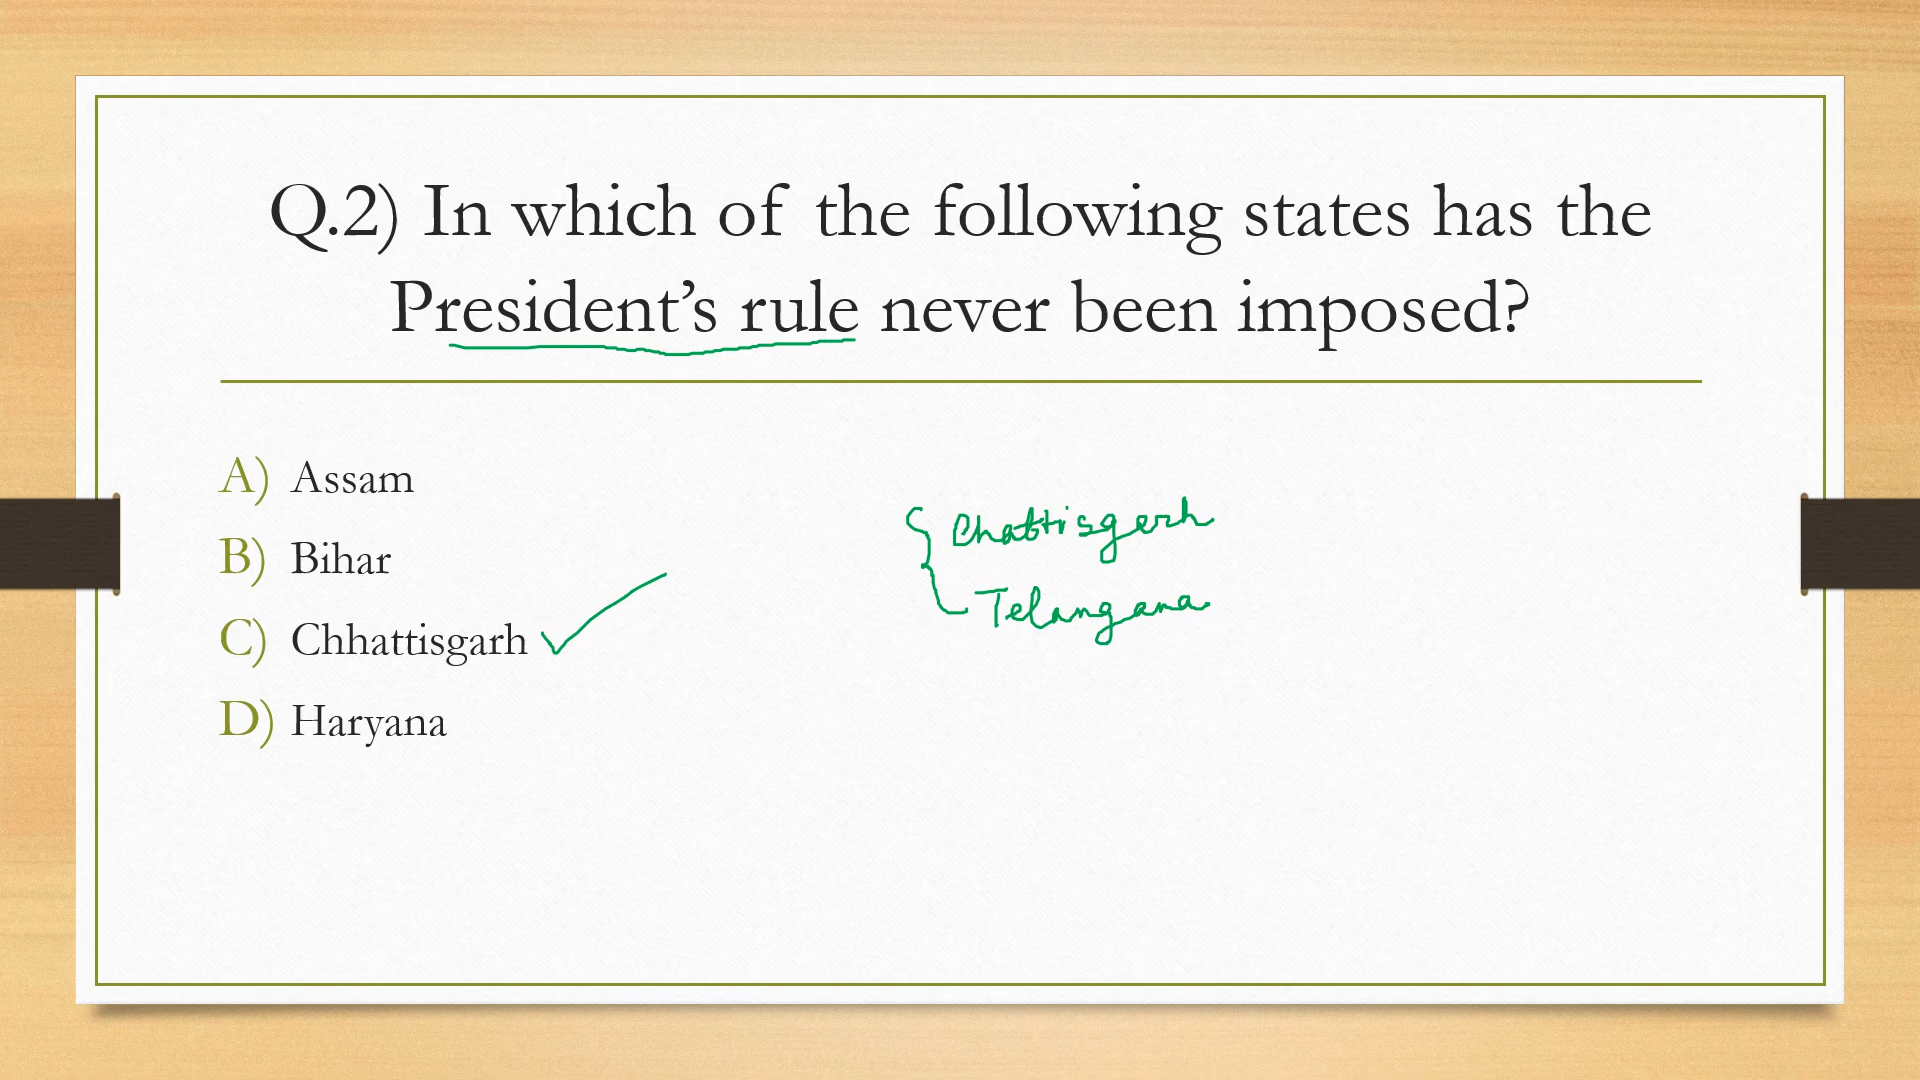 Q.2) In which of the following states has the
President’s rule never been imposed?
A) Assam
B) Bihar
C) Chhattisgarh
D) Haryana
Chattisgarh
Telangana